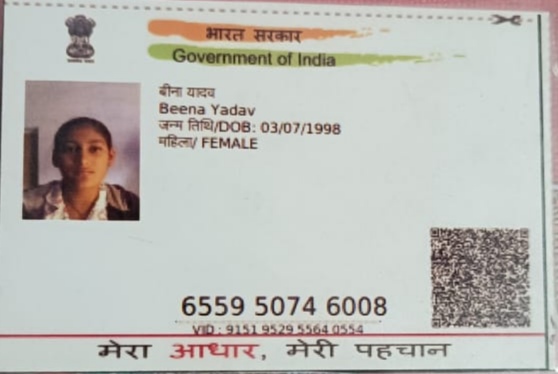 भारत सरकार
Government of India
बीना यादव
Beena Yadav
जन्म तिथि/DOB: 03/07/1998
महिला/ FEMALE
6559 5074 6008
VID : 9151 9529 5564 0554
मेरा आधार, मेरी पहचान